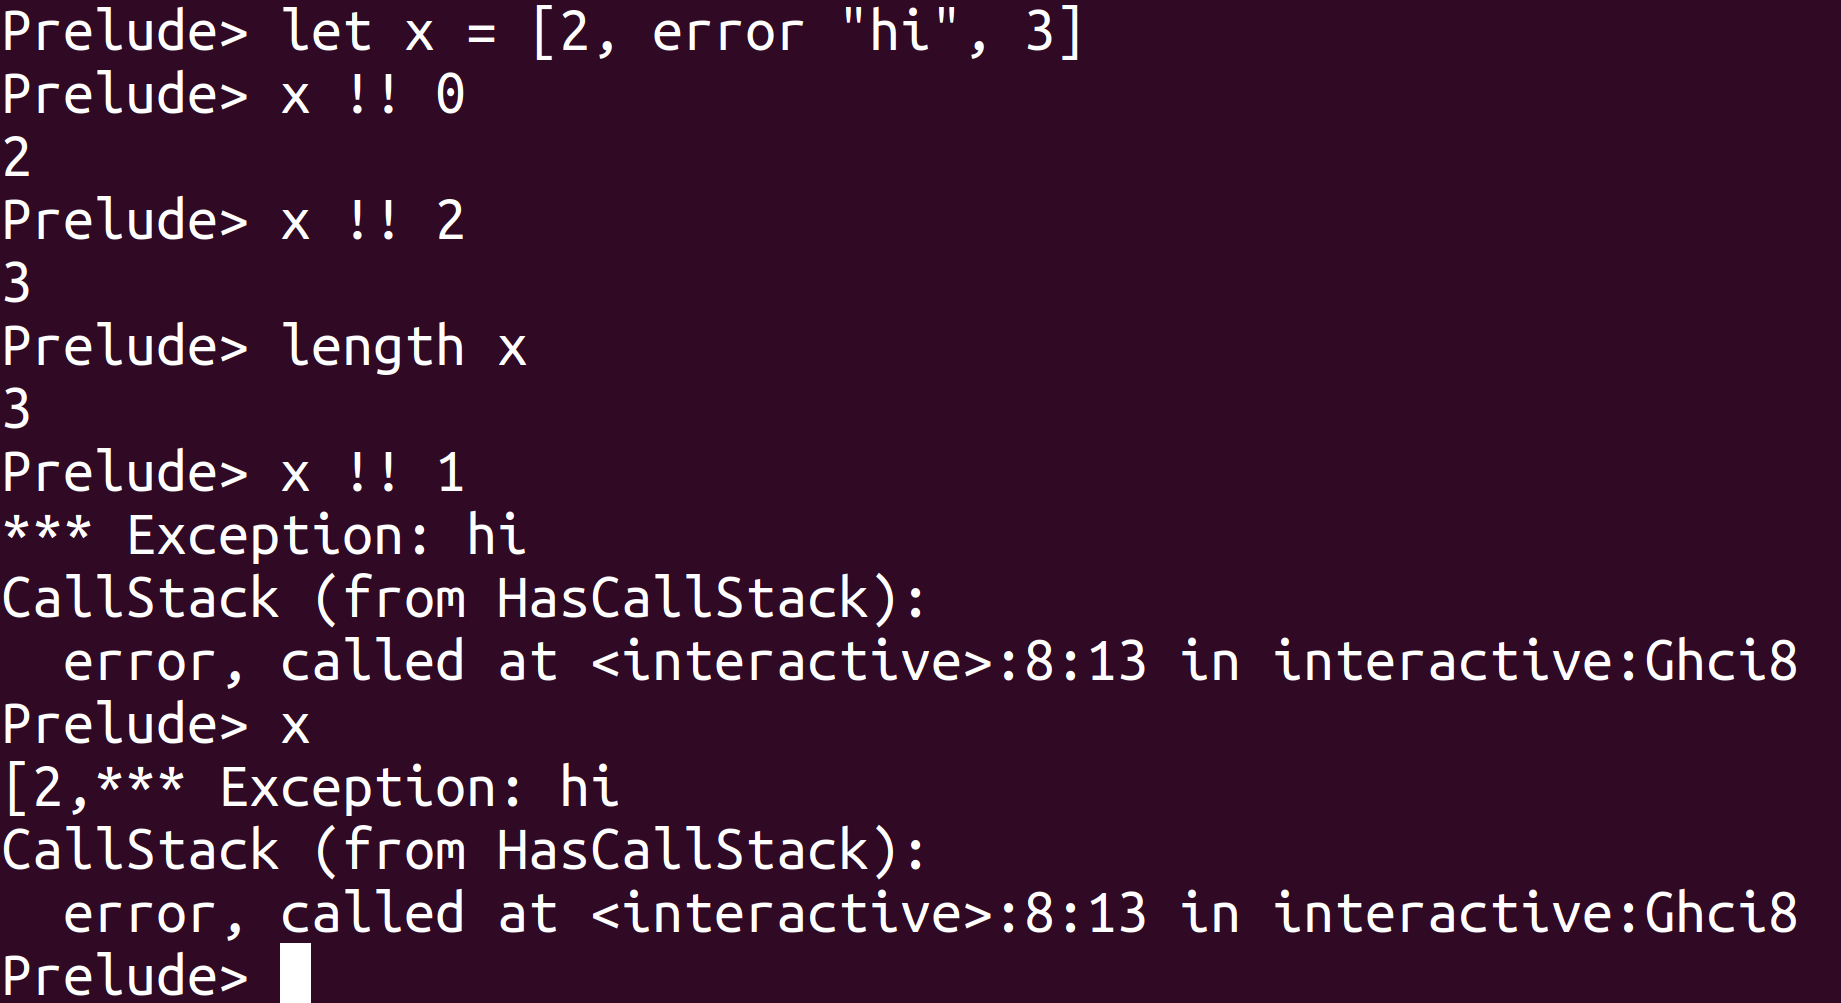 Prelude> let x = [2, error "hi", 3]
Prelude> x !! 0
2
Prelude> x !! 2
3
Prelude> length x
3
Prelude> x !! 1
*** Exception: hi
CallStack (from HasCallStack):
  error, called at <interactive>:8:13 in interactive:Ghci8
Prelude> x
[2,*** Exception: hi
CallStack (from HasCallStack):
  error, called at <interactive>:8:13 in interactive:Ghci8
Prelude>